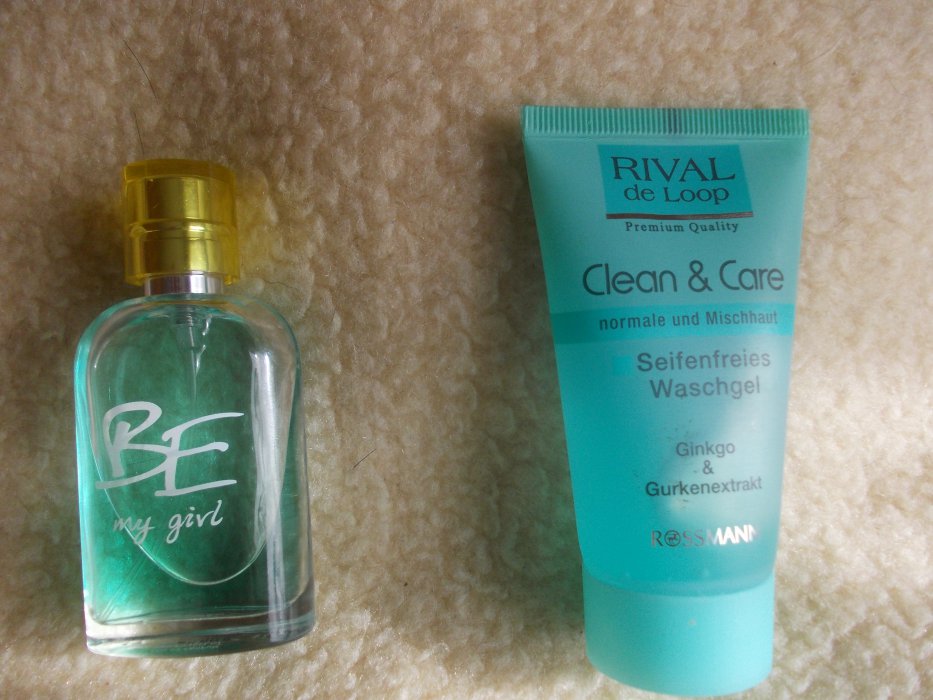 BE
my girl
RIVAL
de Loop
Premium Quality
Clean & Care
normale und Mischhaut
Seifenfreies
Waschgel
Ginkgo
&
Gurkenextrakt
ROSSMANN